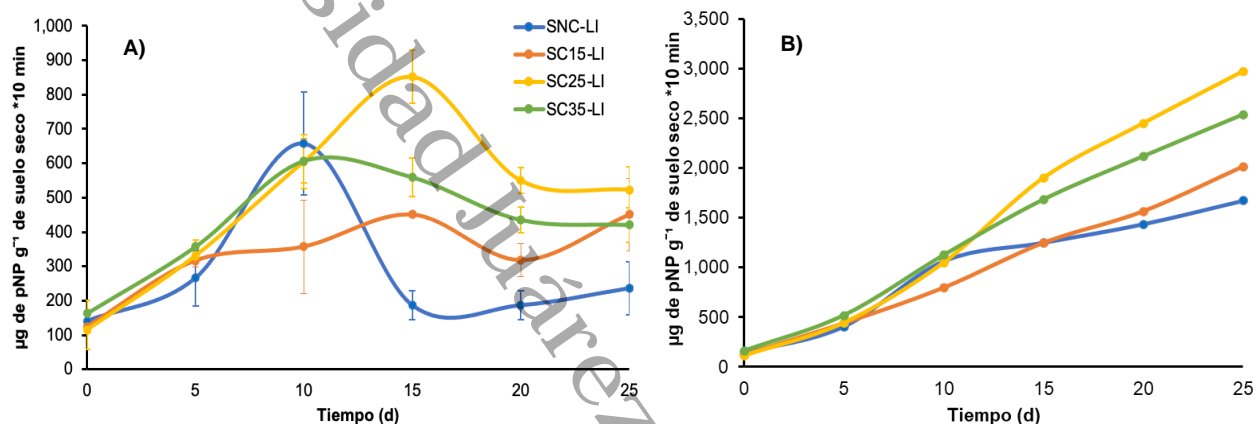 A)
µg de pNP g⁻¹ de suelo seco *10 min
1,000
900
800
700
600
500
400
300
200
100
0
0 5 10 15 20 25
Tiempo (d)
SNC-LI
SC15-LI
SC25-LI
SC35-LI
sidad Juárez
B)
µg de pNP g⁻¹ de suelo seco *10 min
3,500
3,000
2,500
2,000
1,500
1,000
500
0
0 5 10 15 20 25
Tiempo (d)